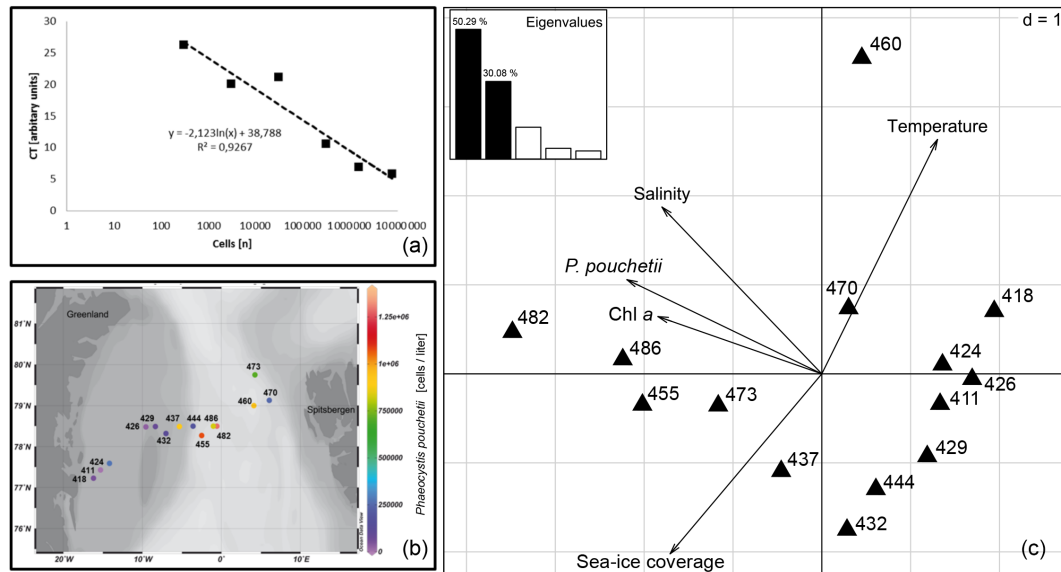 30
25
20
15
10
5
0
CT [arbitary units]
y = -2,123ln(x) + 38,788
R² = 0,9267
1 10 100 1000 10000 100000 1000000 10000000
Cells [n]
(a)
Greenland
Spitsbergen
81°N
80°N
79°N
78°N
77°N
76°N
20°W 10°W 0°E 10°E
473
470
460
429 437 444 486
426
432
455
482
424
411
418
Ocean Data View
1.25e+06
1e+06
750000
500000
250000
0
Phaeocystis pouchetii [cells / liter]
(b)
50.29 %
30.08 %
Eigenvalues
d = 1
460
Temperature
Salinity
P. pouchetii
Chl a
470
418
482
486
424
426
455
473
411
437
429
444
432
Sea-ice coverage
(c)